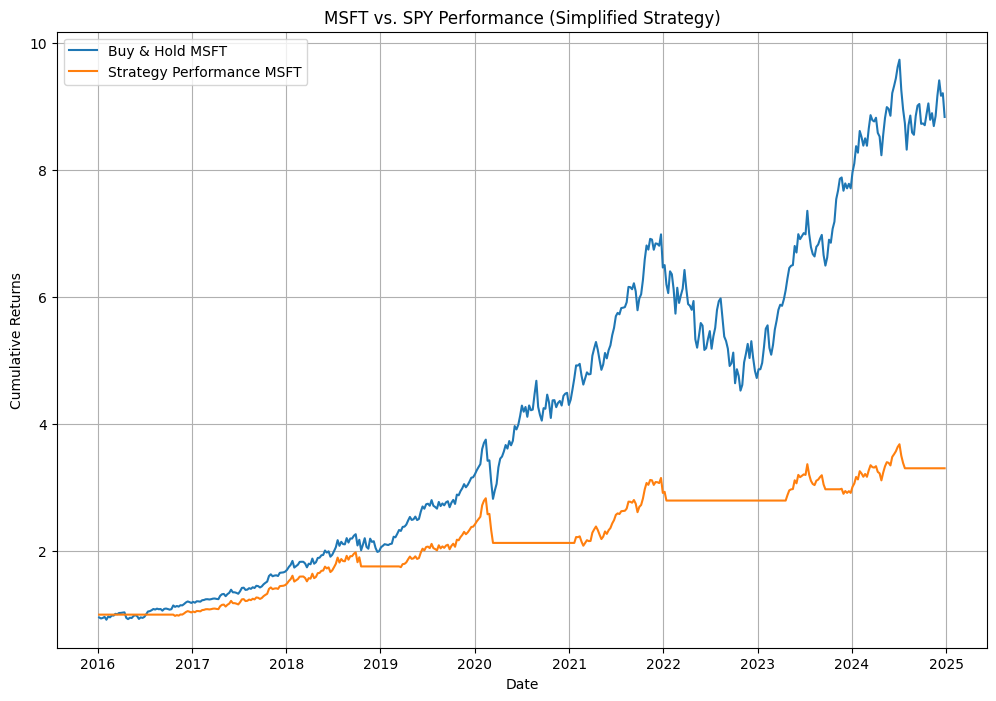 MSFT vs. SPY Performance (Simplified Strategy)
Buy & Hold MSFT
Strategy Performance MSFT
Cumulative Returns
10
8
6
4
2
2016 2017 2018 2019 2020 2021 2022 2023 2024 2025
Date